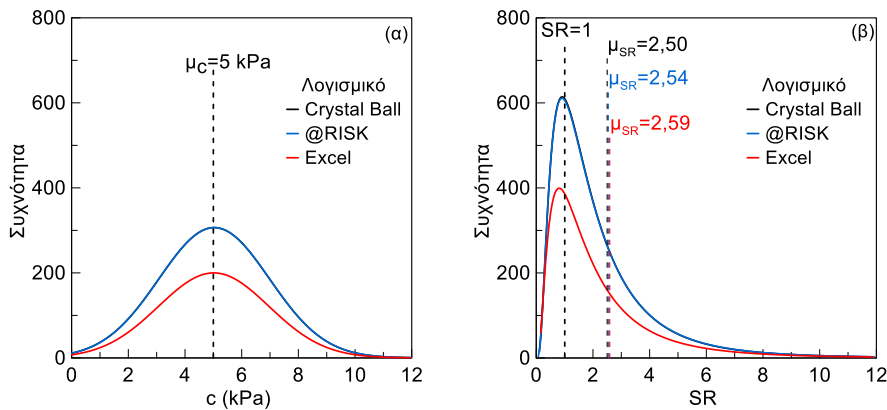 800
600
400
200
0
Συχνότητα
(α)
μC=5 kPa
Λογισμικό
Crystal Ball
@RISK
Excel
0 2 4 6 8 10 12
c (kPa)
800
600
400
200
0
Συχνότητα
(β)
SR=1
μSR=2,50
μSR=2,54
μSR=2,59
Λογισμικό
Crystal Ball
@RISK
Excel
0 2 4 6 8 10 12
SR